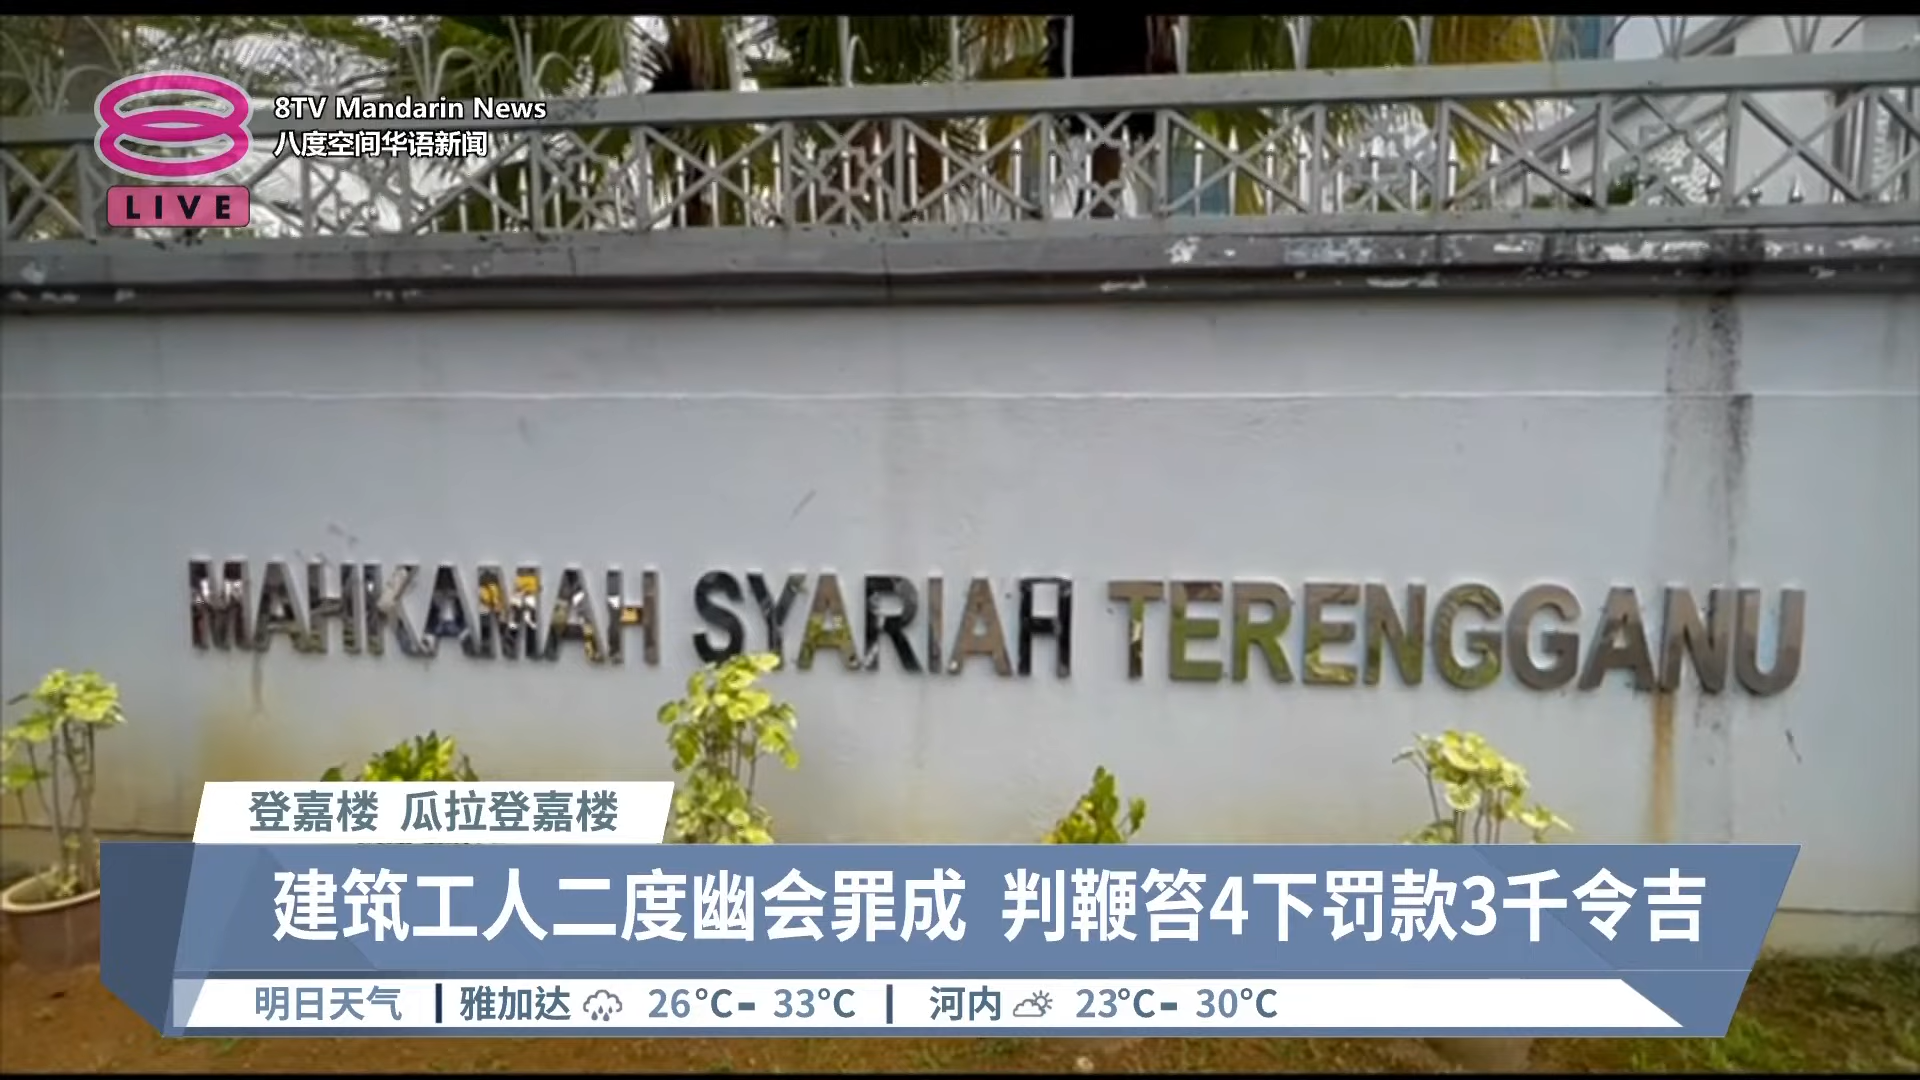 8TV Mandarin News
八度空间华语新闻
LIVE
MAHKAMAH SYARIAH TERENGGANU
登嘉楼 瓜拉登嘉楼
建筑工人二度幽会罪成 判鞭笞4下罚款3千令吉
明日天气 | 雅加达 26°C- 33°C | 河内 23°C- 30°C